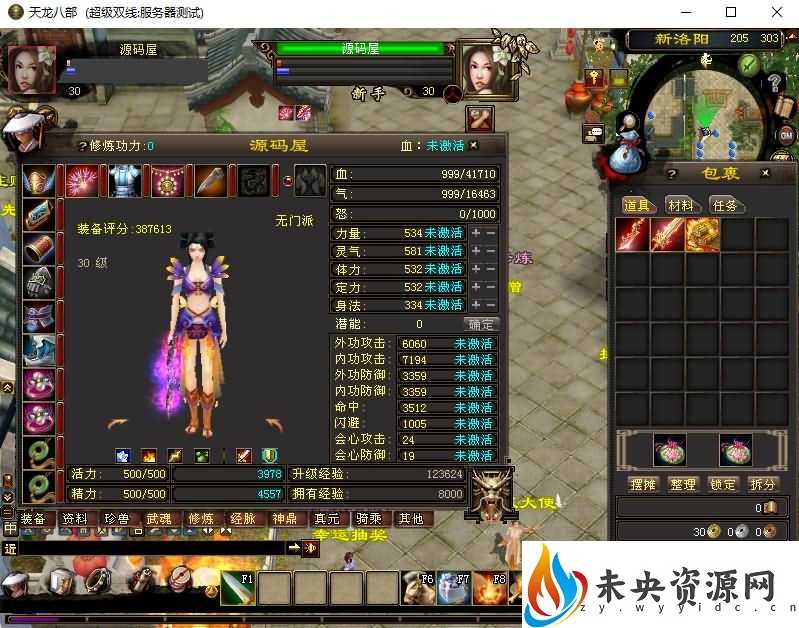 天龙八部 (超级双线:服务器测试)
源码屋
30
源码屋
新手 30
新洛阳 205 303
?修炼功力:0
源码屋
血: 未激活
装备评分:387613
无门派
30 级
血: 999/41710
气: 999/16463
怒: 0/1000
力量: 534 未激活 + -
灵气: 581 未激活 + -
体力: 532 未激活 + -
定力: 532 未激活 + -
身法: 334 未激活 + -
潜能: 0 确定
外功攻击: 6060 未激活
内功攻击: 7194 未激活
外功防御: 3359 未激活
内功防御: 3359 未激活
命中: 3512 未激活
闪避: 1005 未激活
会心攻击: 24 未激活
会心防御: 19 未激活
活力: 500/500 3978 升级经验: 123624
精力: 500/500 4557 拥有经验: 8000
装备 资料 珍兽 武魂 修炼 经脉 神鼎 真元 骑乘 其他
? 包裹
道具 材料 任务
摆摊 整理 锁定 拆分
0
30 0 0
大使
幸运抽奖
中
近
F1 F6 F7 F8
未央资源网
zy.wyyidc.cn